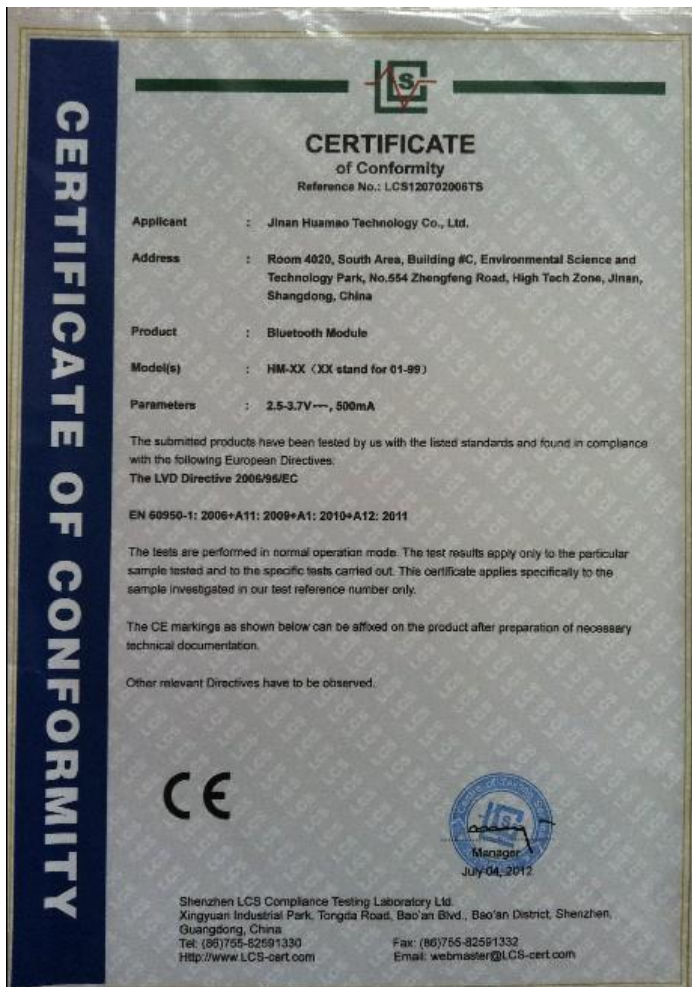 CERTIFICATE OF CONFORMITY
LCS
CERTIFICATE
of Conformity
Reference No.: LCS120702006TS
Applicant : Jinan Huamao Technology Co., Ltd.
Address : Room 4020, South Area, Building #C, Environmental Science and
Technology Park, No.554 Zhengfeng Road, High Tech Zone, Jinan,
Shangdong, China
Product : Bluetooth Module
Model(s) : HM-XX（XX stand for 01-99）
Parameters : 2.5-3.7V⎓, 500mA
The submitted products have been tested by us with the listed standards and found in compliance
with the following European Directives:
The LVD Directive 2006/95/EC
EN 60950-1: 2006+A11: 2009+A1: 2010+A12: 2011
The tests are performed in normal operation mode. The test results apply only to the particular
sample tested and to the specific tests carried out. This certificate applies specifically to the
sample investigated in our test reference number only.
The CE markings as shown below can be affixed on the product after preparation of necessary
technical documentation.
Other relevant Directives have to be observed.
CE
LCS
Manager
July 04, 2012
Shenzhen LCS Compliance Testing Laboratory Ltd.
Xingyuan Industrial Park, Tongda Road, Bao'an Blvd., Bao'an District, Shenzhen,
Guangdong, China
Tel: (86)755-82591330 Fax: (86)755-82591332
Http://www.LCS-cert.com Email: webmaster@LCS-cert.com